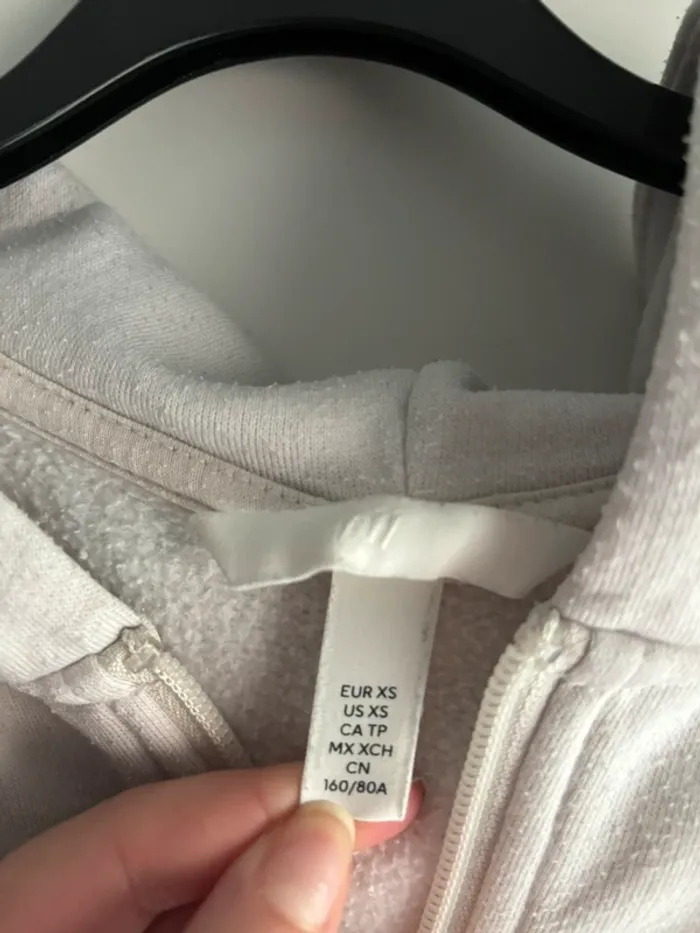 EUR XS
US XS
CA TP
MX XCH
CN
160/80A